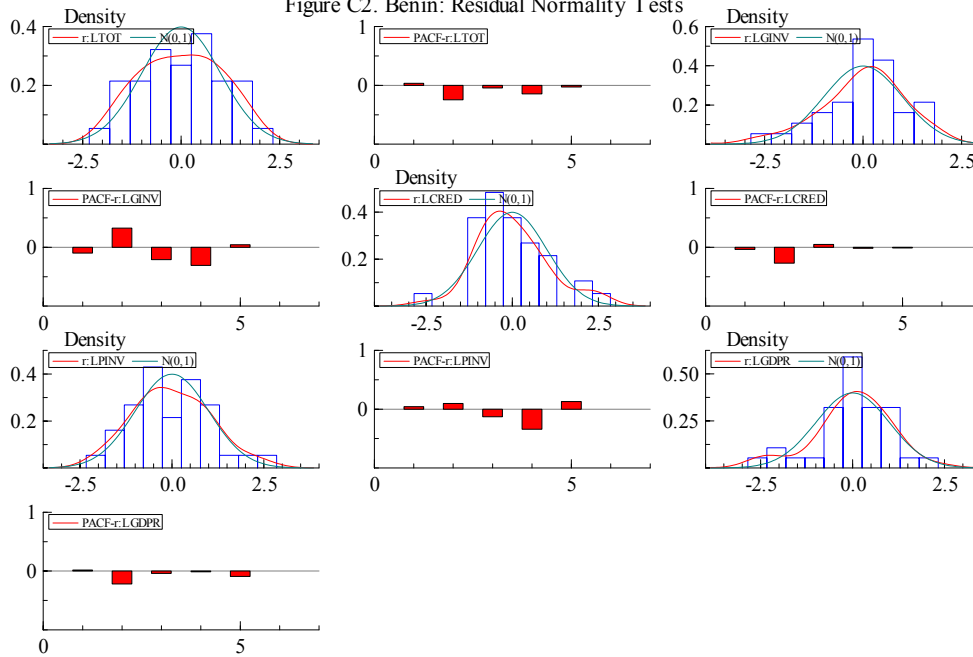 Figure C2. Benin: Residual Normality Tests
Density
r:LTOT N(0,1)
0.4
0.2
-2.5 0.0 2.5
PACF-r:LTOT
1
0
0 5
Density
r:LGINV N(0,1)
0.6
0.4
0.2
-2.5 0.0 2.5
PACF-r:LGINV
1
0
0 5
Density
r:LCRED N(0,1)
0.4
0.2
-2.5 0.0 2.5
PACF-r:LCRED
1
0
0 5
Density
r:LPINV N(0,1)
0.4
0.2
-2.5 0.0 2.5
PACF-r:LPINV
1
0
0 5
Density
r:LGDPR N(0,1)
0.50
0.25
-2.5 0.0 2.5
PACF-r:LGDPR
1
0
0 5